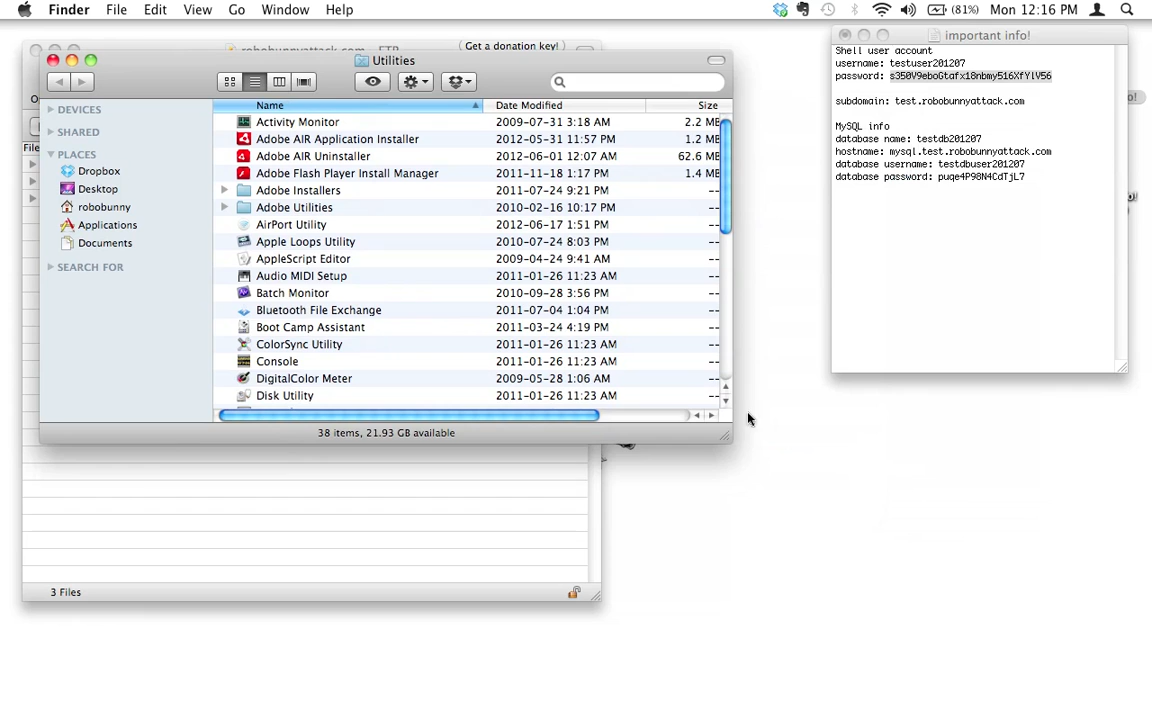 Finder File Edit View Go Window Help (81%) Mon 12:16 PM
robobunnyattack.com — FTP
Get a donation key!
Utilities
DEVICES
SHARED
PLACES
Dropbox
Desktop
robobunny
Applications
Documents
SEARCH FOR
Name Date Modified Size
Activity Monitor 2009-07-31 3:18 AM 2.2 MB
Adobe AIR Application Installer 2012-05-31 11:57 PM 1.2 MB
Adobe AIR Uninstaller 2012-06-01 12:07 AM 62.6 MB
Adobe Flash Player Install Manager 2011-11-18 1:17 PM 1.4 MB
Adobe Installers 2011-07-24 9:21 PM --
Adobe Utilities 2010-02-16 10:17 PM --
AirPort Utility 2012-06-17 1:51 PM --
Apple Loops Utility 2010-07-24 8:03 PM --
AppleScript Editor 2009-04-24 9:41 AM --
Audio MIDI Setup 2011-01-26 11:23 AM --
Batch Monitor 2010-09-28 3:56 PM --
Bluetooth File Exchange 2011-07-04 1:04 PM --
Boot Camp Assistant 2011-03-24 4:19 PM --
ColorSync Utility 2011-01-26 11:23 AM --
Console 2011-01-26 11:23 AM --
DigitalColor Meter 2009-05-28 1:06 AM --
Disk Utility 2011-01-26 11:23 AM --
38 items, 21.93 GB available
File
3 Files
important info!
Shell user account
username: testuser201207
password: s350V9eboGtafx18nbmy516XfYlV56
subdomain: test.robobunnyattack.com
MySQL info
database name: testdb201207
hostname: mysql.test.robobunnyattack.com
database username: testdbuser201207
database password: puqe4P98N4CdTjL7